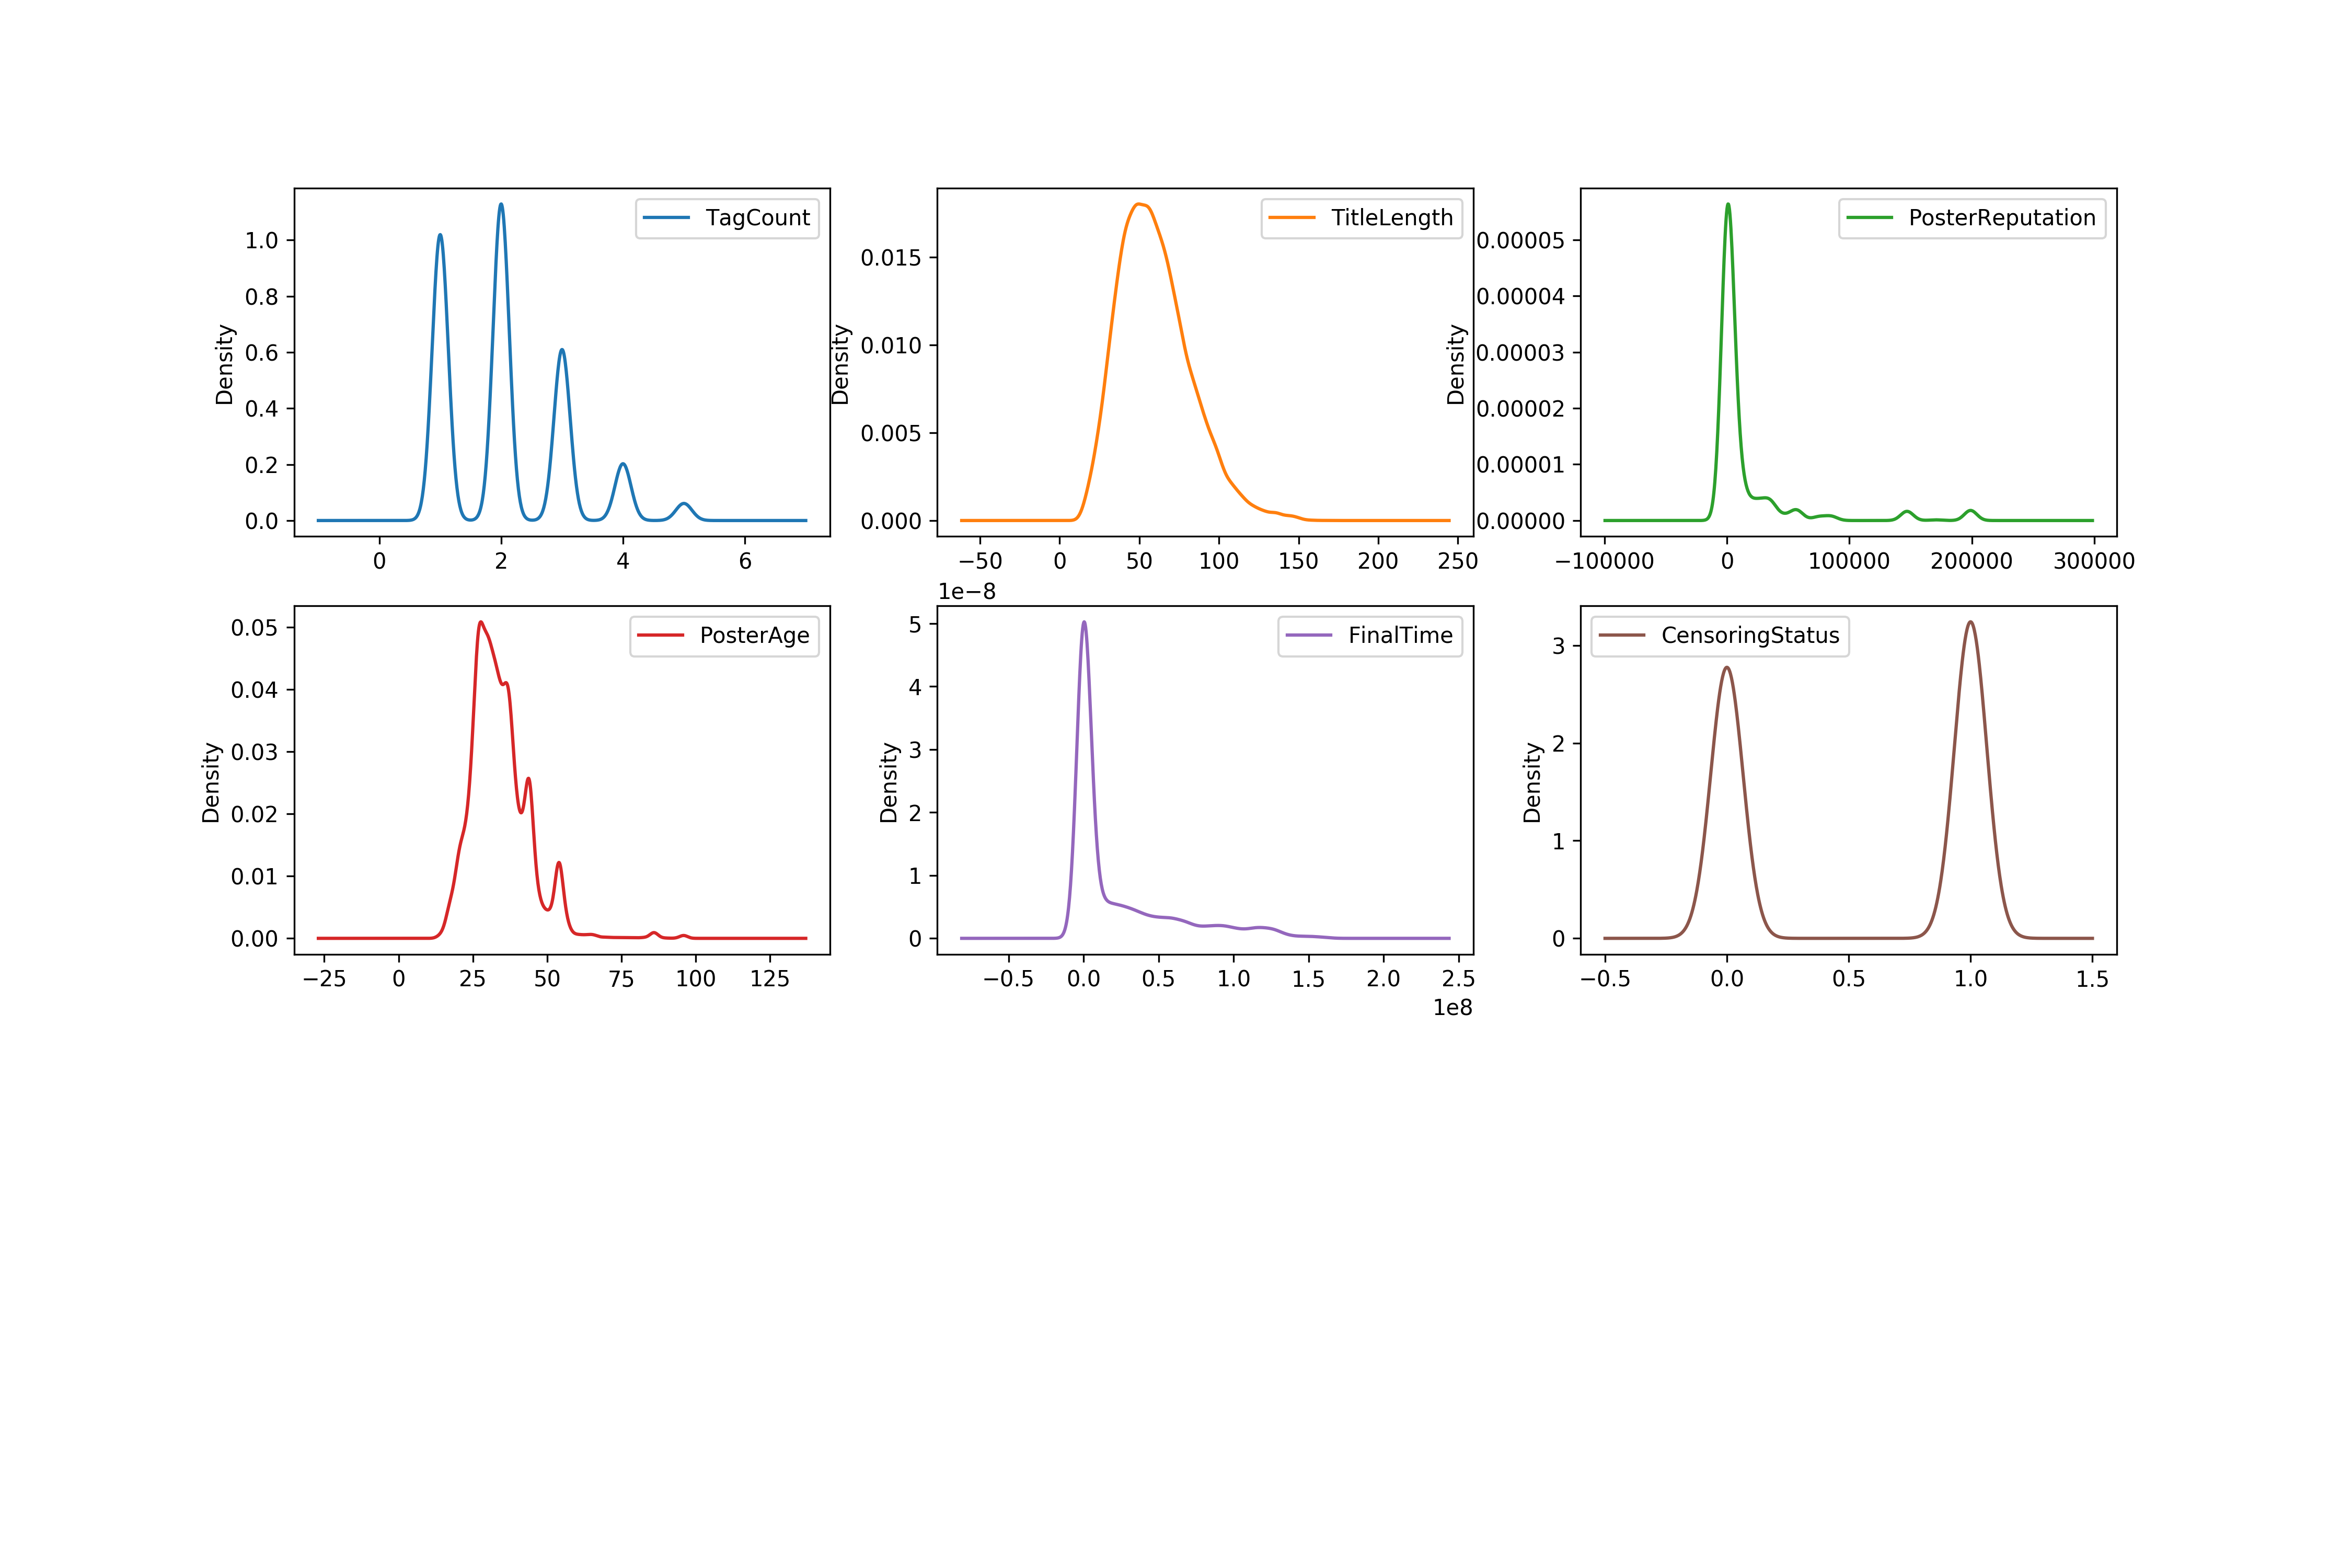 TagCount
Density
1.0
0.8
0.6
0.4
0.2
0.0
0 2 4 6
TitleLength
Density
0.015
0.010
0.005
0.000
−50 0 50 100 150 200 250
PosterReputation
Density
0.00005
0.00004
0.00003
0.00002
0.00001
0.00000
−100000 0 100000 200000 300000
PosterAge
Density
0.05
0.04
0.03
0.02
0.01
0.00
−25 0 25 50 75 100 125
1e−8
FinalTime
Density
5
4
3
2
1
0
−0.5 0.0 0.5 1.0 1.5 2.0 2.5
1e8
CensoringStatus
Density
3
2
1
0
−0.5 0.0 0.5 1.0 1.5